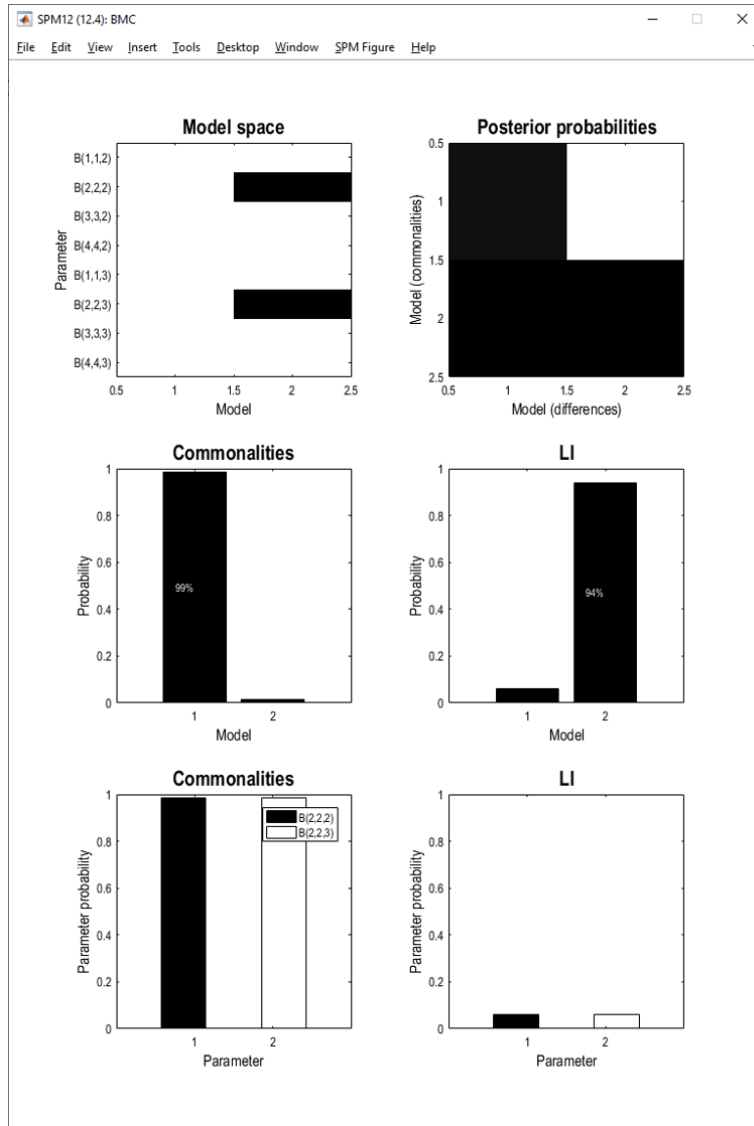 SPM12 (12.4): BMC
File Edit View Insert Tools Desktop Window SPM Figure Help
Model space
Parameter
B(1,1,2)
B(2,2,2)
B(3,3,2)
B(4,4,2)
B(1,1,3)
B(2,2,3)
B(3,3,3)
B(4,4,3)
0.5 1 1.5 2 2.5
Model
Posterior probabilities
Model (commonalities)
0.5
1
1.5
2
2.5
0.5 1 1.5 2 2.5
Model (differences)
Commonalities
Probability
1
0.8
0.6
0.4
0.2
0
99%
1 2
Model
LI
Probability
1
0.8
0.6
0.4
0.2
0
94%
1 2
Model
Commonalities
Parameter probability
1
0.8
0.6
0.4
0.2
0
B(2,2,2)
B(2,2,3)
1 2
Parameter
LI
Parameter probability
1
0.8
0.6
0.4
0.2
0
1 2
Parameter